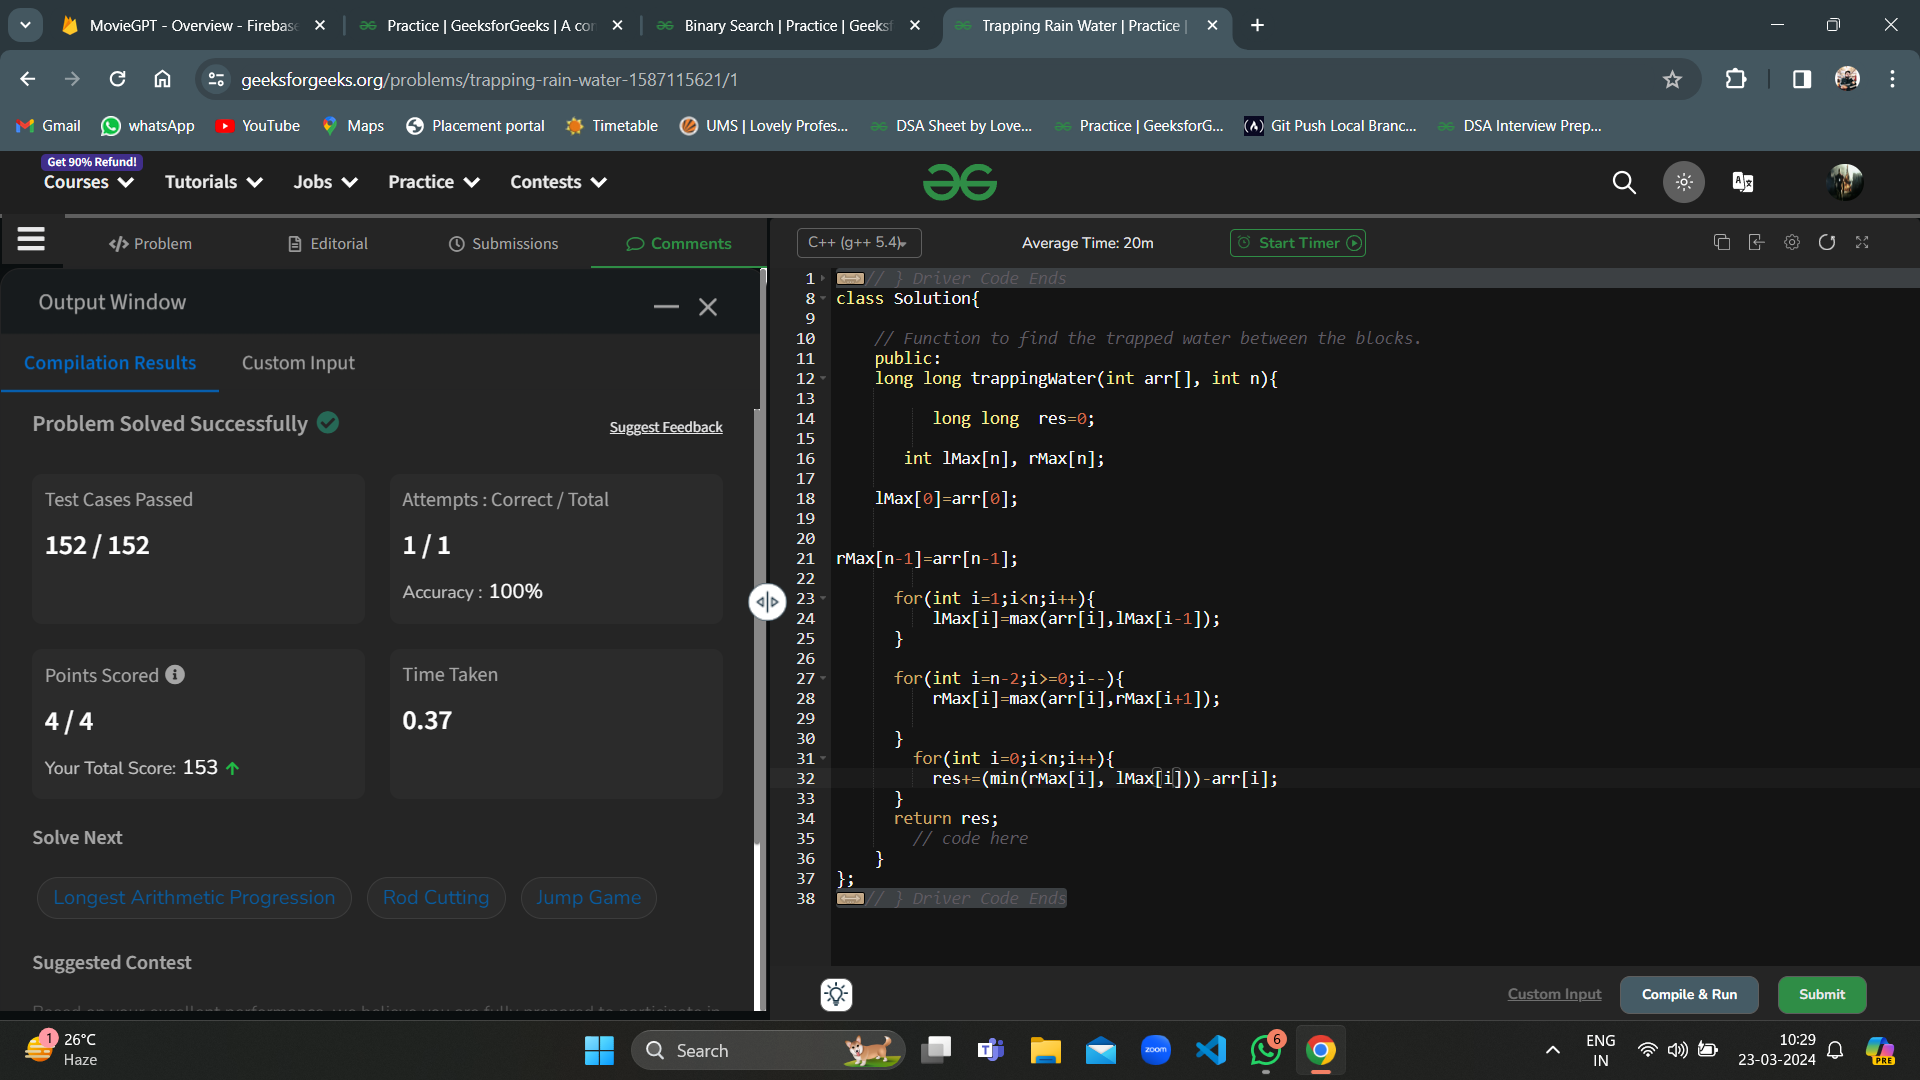 MovieGPT - Overview - Firebase
Practice | GeeksforGeeks | A con
Binary Search | Practice | Geeksf
Trapping Rain Water | Practice |
geeksforgeeks.org/problems/trapping-rain-water-1587115621/1
Gmail
whatsApp
YouTube
Maps
Placement portal
Timetable
UMS | Lovely Profes...
DSA Sheet by Love...
Practice | GeeksforG...
Git Push Local Branc...
DSA Interview Prep...
Get 90% Refund!
Courses
Tutorials
Jobs
Practice
Contests
Problem
Editorial
Submissions
Comments
Output Window
Compilation Results
Custom Input
Problem Solved Successfully
Suggest Feedback
Test Cases Passed
152 / 152
Attempts : Correct / Total
1 / 1
Accuracy : 100%
Points Scored
4 / 4
Your Total Score: 153
Time Taken
0.37
Solve Next
Longest Arithmetic Progression
Rod Cutting
Jump Game
Suggested Contest
C++ (g++ 5.4)
Average Time: 20m
Start Timer
1 // } Driver Code Ends
8 class Solution{
9
10 // Function to find the trapped water between the blocks.
11 public:
12 long long trappingWater(int arr[], int n){
13
14 long long  res=0;
15
16 int lMax[n], rMax[n];
17
18 lMax[0]=arr[0];
19
20
21 rMax[n-1]=arr[n-1];
22
23 for(int i=1;i<n;i++){
24 lMax[i]=max(arr[i],lMax[i-1]);
25 }
26
27 for(int i=n-2;i>=0;i--){
28 rMax[i]=max(arr[i],rMax[i+1]);
29
30 }
31 for(int i=0;i<n;i++){
32 res+=(min(rMax[i], lMax[i]))-arr[i];
33 }
34 return res;
35 // code here
36 }
37 };
38 // } Driver Code Ends
Custom Input
Compile & Run
Submit
1
26°C
Haze
Search
zoom
6
ENG
IN
10:29
23-03-2024
PRE